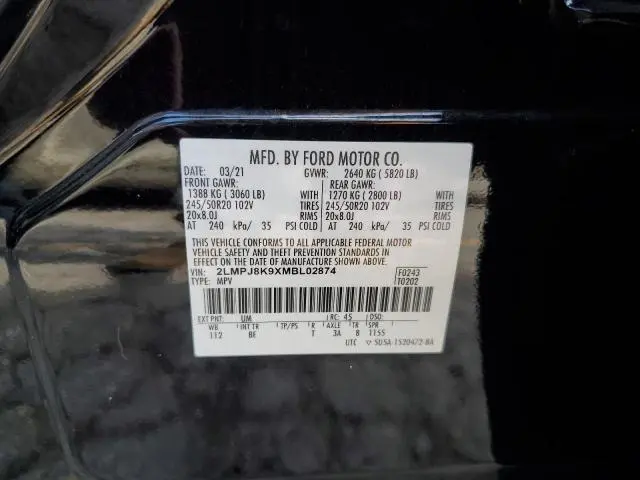 MFD. BY FORD MOTOR CO.
DATE: 03/21 GVWR: 2640 KG ( 5820 LB)
FRONT GAWR: REAR GAWR:
1388 KG ( 3060 LB) WITH 1270 KG ( 2800 LB) WITH
245/50R20 102V TIRES 245/50R20 102V TIRES
20x8.0J RIMS 20x8.0J RIMS
AT 240 kPa/ 35 PSI COLD AT 240 kPa/ 35 PSI COLD
THIS VEHICLE CONFORMS TO ALL APPLICABLE FEDERAL MOTOR
VEHICLE SAFETY AND THEFT PREVENTION STANDARDS IN EFFECT ON
THE DATE OF MANUFACTURE SHOWN ABOVE.
VIN: 2LMPJ8K9XMBL02874 F0243
TYPE: MPV T0202
EXT PNT: UM RC: 45 DSO:
WB INT TR TP/PS R AXLE TR SPR
112 BE T 3A 8 1155
UTC